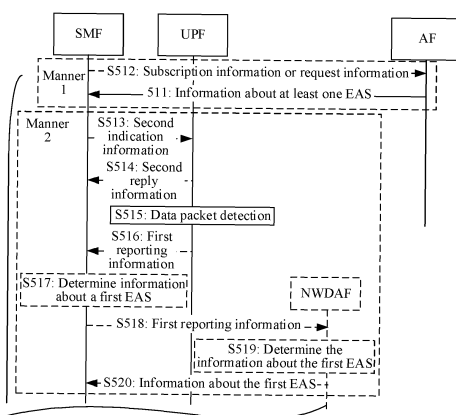 SMF
UPF
AF
Manner
1
S512: Subscription information or request information
511: Information about at least one EAS
Manner
2
S513: Second
indication
information
S514: Second
reply
information
S515: Data packet detection
S516: First
reporting
information
S517: Determine information
about a first EAS
NWDAF
S518: First reporting information
S519: Determine the
information about the first EAS
S520: Information about the first EAS